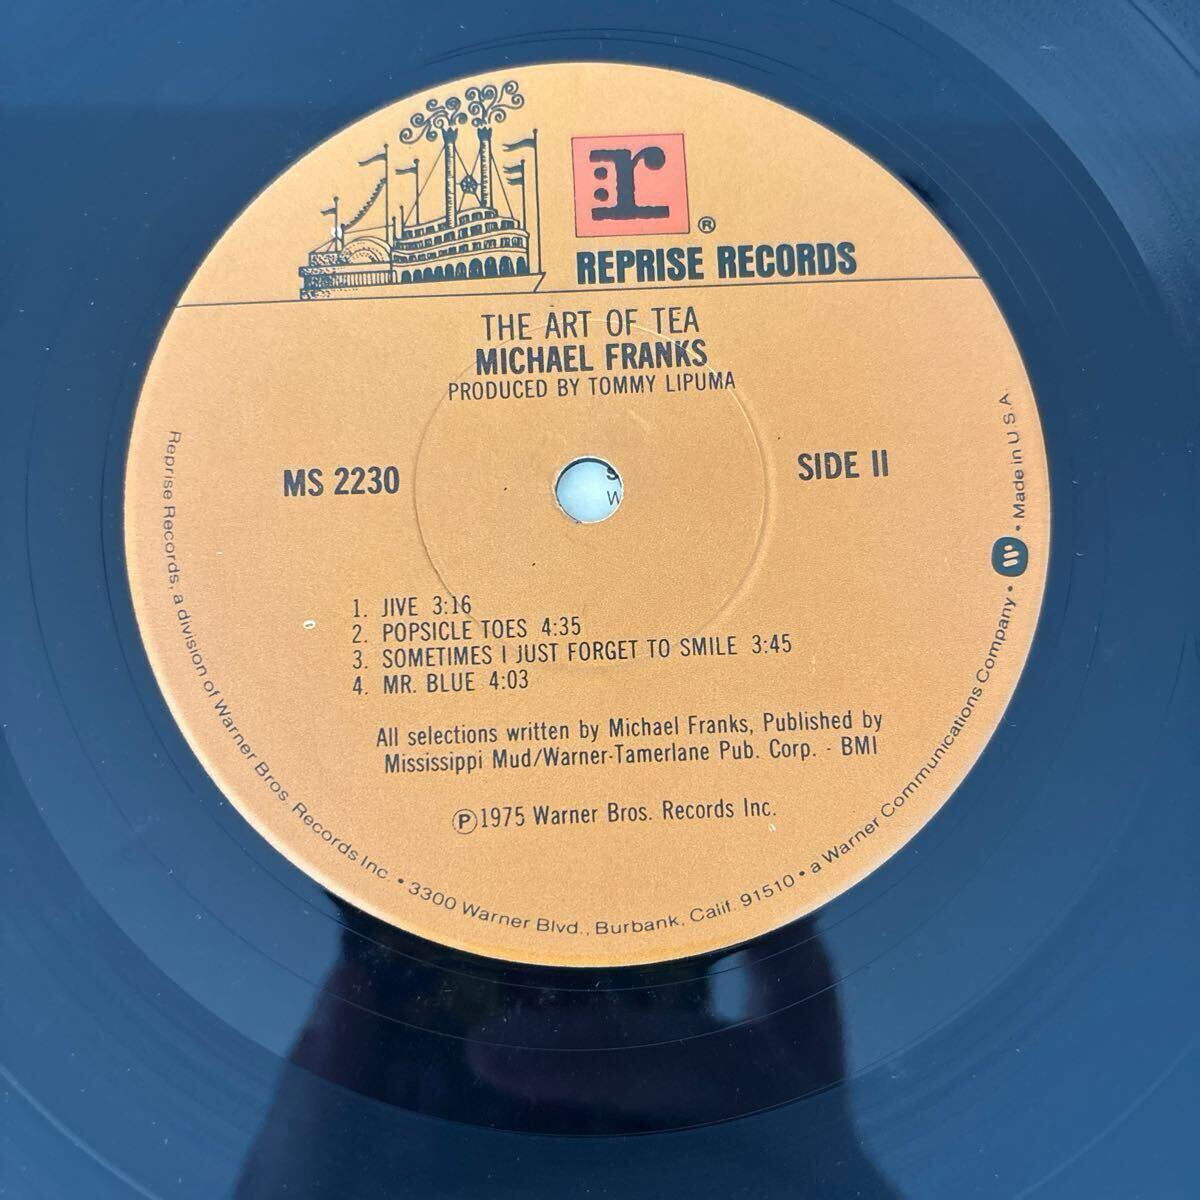 r ®
REPRISE RECORDS
THE ART OF TEA
MICHAEL FRANKS
PRODUCED BY TOMMY LIPUMA
MS 2230
SIDE II
S
W
1. JIVE 3:16
2. POPSICLE TOES 4:35
3. SOMETIMES I JUST FORGET TO SMILE 3:45
4. MR. BLUE 4:03
All selections written by Michael Franks, Published by
Mississippi Mud/Warner-Tamerlane Pub. Corp. - BMI
℗1975 Warner Bros. Records Inc.
Reprise Records, a division of Warner Bros. Records Inc. • 3300 Warner Blvd., Burbank, Calif. 91510 • a Warner Communications Company • W • Made in U.S.A.